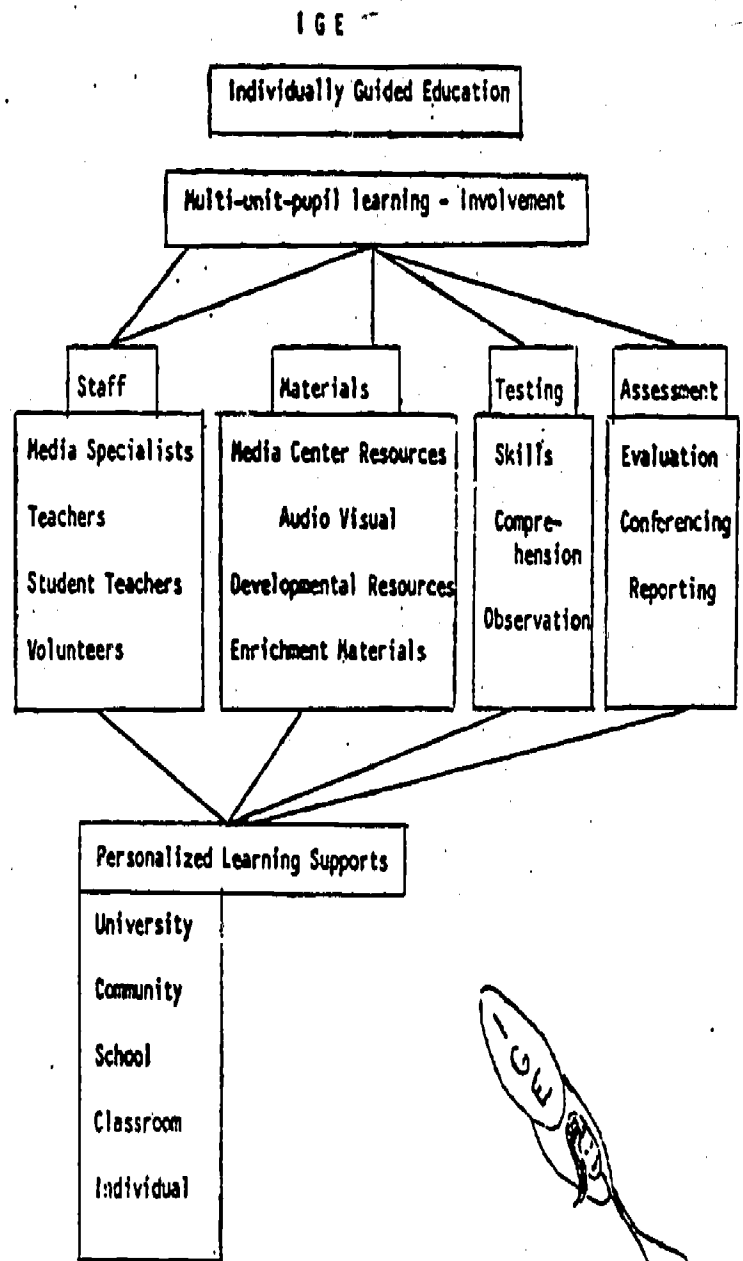 I G E
Individually Guided Education
Multi-unit-pupil learning - involvement
Staff
Media Specialists
Teachers
Student Teachers
Volunteers
Materials
Media Center Resources
Audio Visual
Developmental Resources
Enrichment Materials
Testing
Skills
Compre-
hension
Observation
Assessment
Evaluation
Conferencing
Reporting
Personalized Learning Supports
University
Community
School
Classroom
Individual
IGE